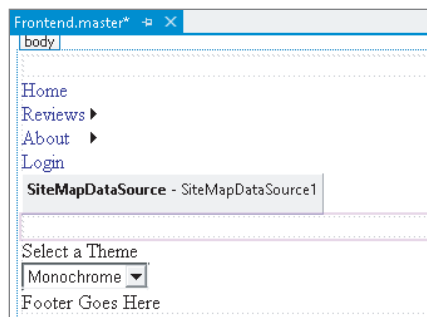 Frontend.master*
body
Home
Reviews
About
Login
SiteMapDataSource - SiteMapDataSource1
Select a Theme
Monochrome
Footer Goes Here